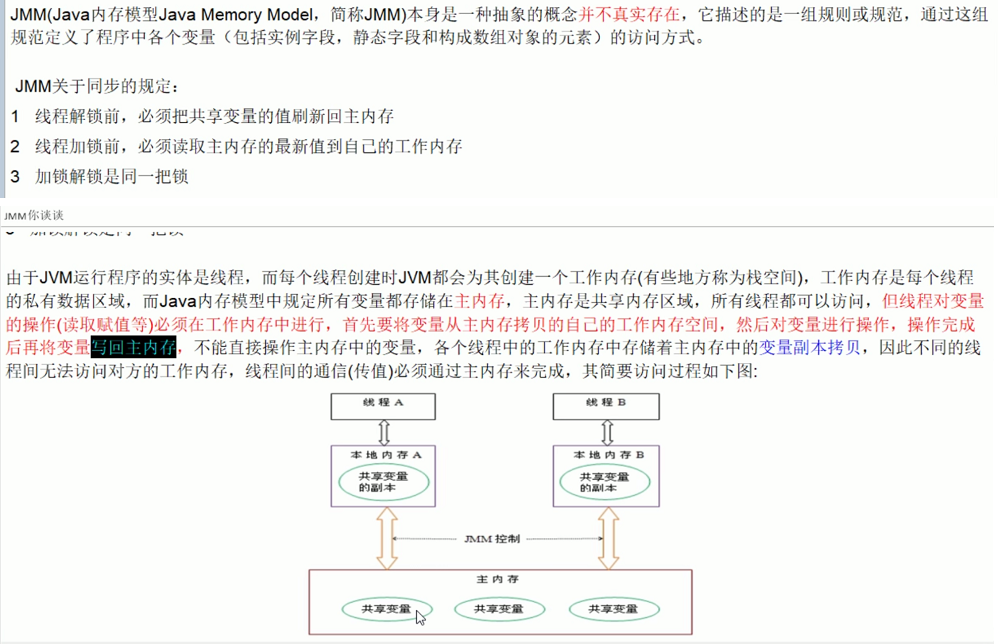 JMM(Java内存模型Java Memory Model，简称JMM)本身是一种抽象的概念并不真实存在，它描述的是一组规则或规范，通过这组
规范定义了程序中各个变量（包括实例字段，静态字段和构成数组对象的元素）的访问方式。
JMM关于同步的规定：
1 线程解锁前，必须把共享变量的值刷新回主内存
2 线程加锁前，必须读取主内存的最新值到自己的工作内存
3 加锁解锁是同一把锁
JMM你谈谈
3 加锁解锁是同一把锁
由于JVM运行程序的实体是线程，而每个线程创建时JVM都会为其创建一个工作内存(有些地方称为栈空间)，工作内存是每个线程
的私有数据区域，而Java内存模型中规定所有变量都存储在主内存，主内存是共享内存区域，所有线程都可以访问，但线程对变量
的操作(读取赋值等)必须在工作内存中进行，首先要将变量从主内存拷贝的自己的工作内存空间，然后对变量进行操作，操作完成
后再将变量写回主内存，不能直接操作主内存中的变量，各个线程中的工作内存中存储着主内存中的变量副本拷贝，因此不同的线
程间无法访问对方的工作内存，线程间的通信(传值)必须通过主内存来完成，其简要访问过程如下图:
线程A 线程B
本地内存A 本地内存B
共享变量 共享变量
的副本 的副本
JMM控制
主内存
共享变量 共享变量 共享变量